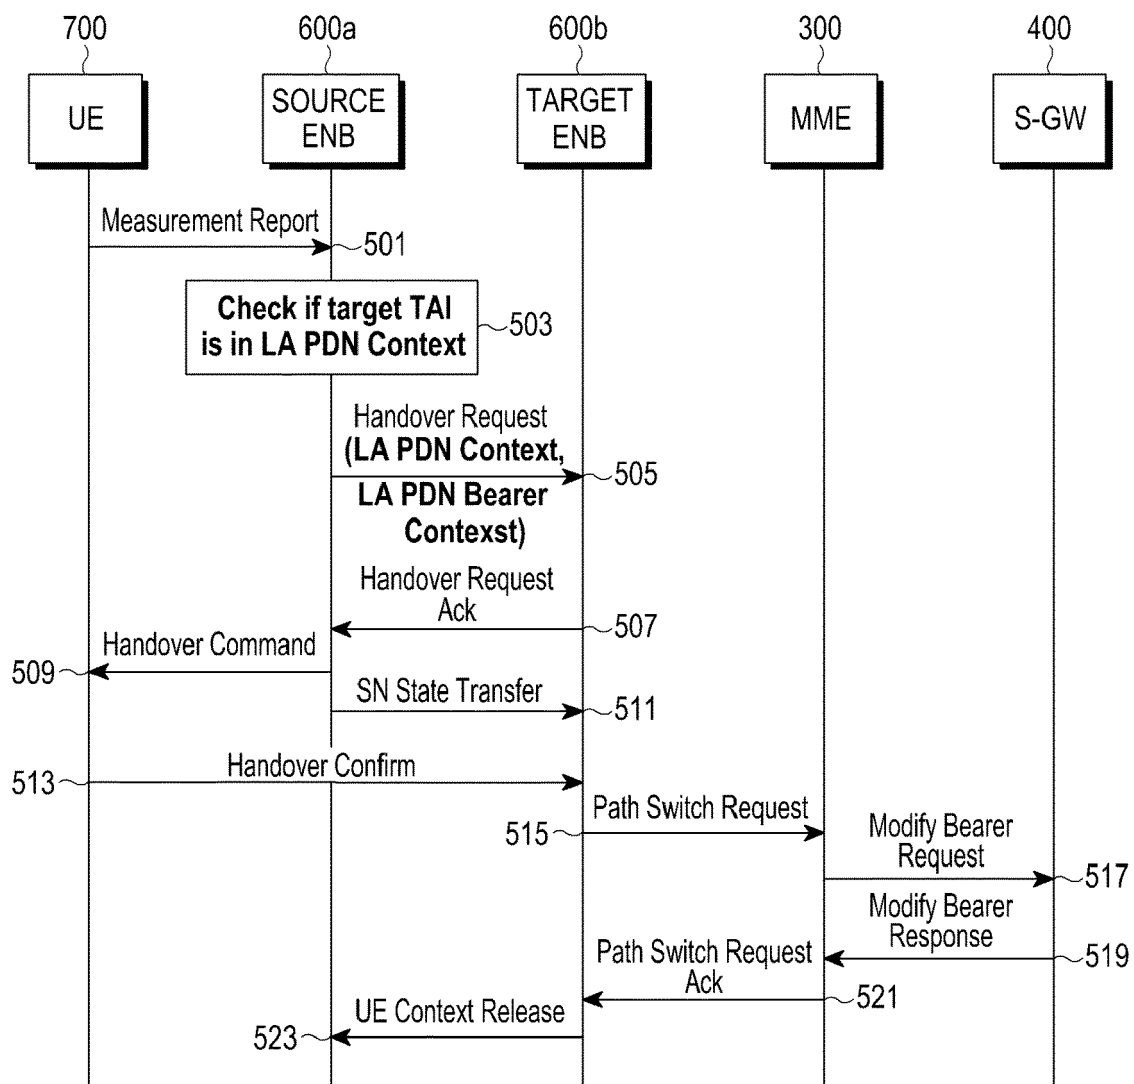 700 600a 600b 300 400
UE SOURCE ENB TARGET ENB MME S-GW
Measurement Report
501
Check if target TAI
is in LA PDN Context
503
Handover Request
(LA PDN Context,
505
LA PDN Bearer
Contexst)
Handover Request
Ack
507
Handover Command
509
SN State Transfer
511
Handover Confirm
513
Path Switch Request
515
Modify Bearer
Request
517
Modify Bearer
Response
519
Path Switch Request
Ack
521
UE Context Release
523